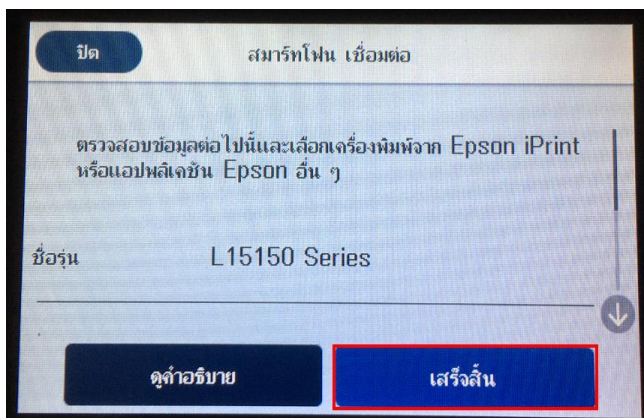 ปิด
สมาร์ทโฟน เชื่อมต่อ
ตรวจสอบข้อมูลต่อไปนี้และเลือกเครื่องพิมพ์จาก Epson iPrint
หรือแอปพลิเคชัน Epson อื่น ๆ
ชื่อรุ่น L15150 Series
ดูคำอธิบาย เสร็จสิ้น